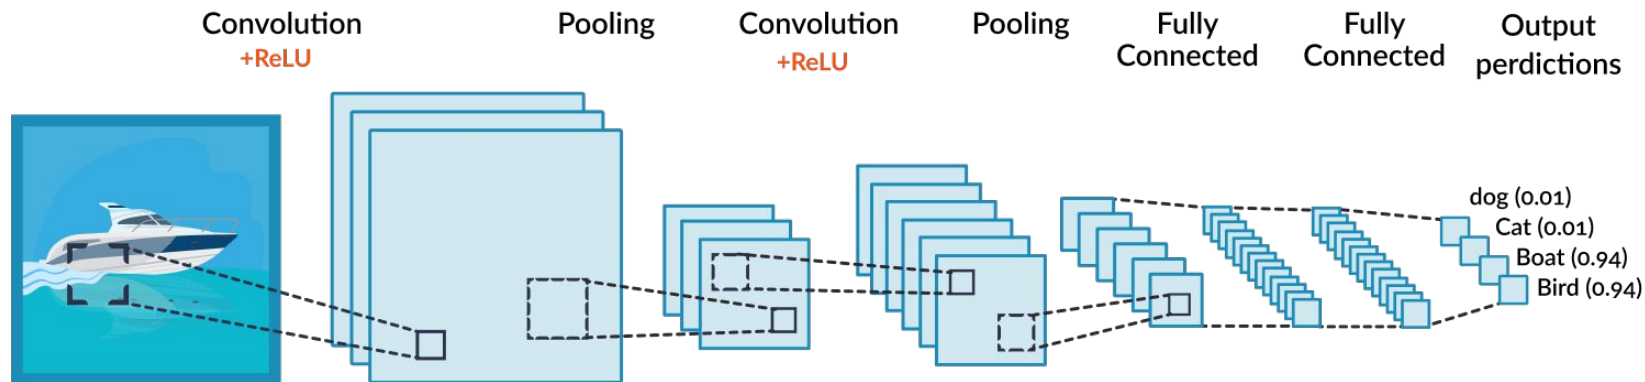 Convolution
+ReLU
Pooling
Convolution
+ReLU
Pooling
Fully
Connected
Fully
Connected
Output
perdictions
dog (0.01)
Cat (0.01)
Boat (0.94)
Bird (0.94)